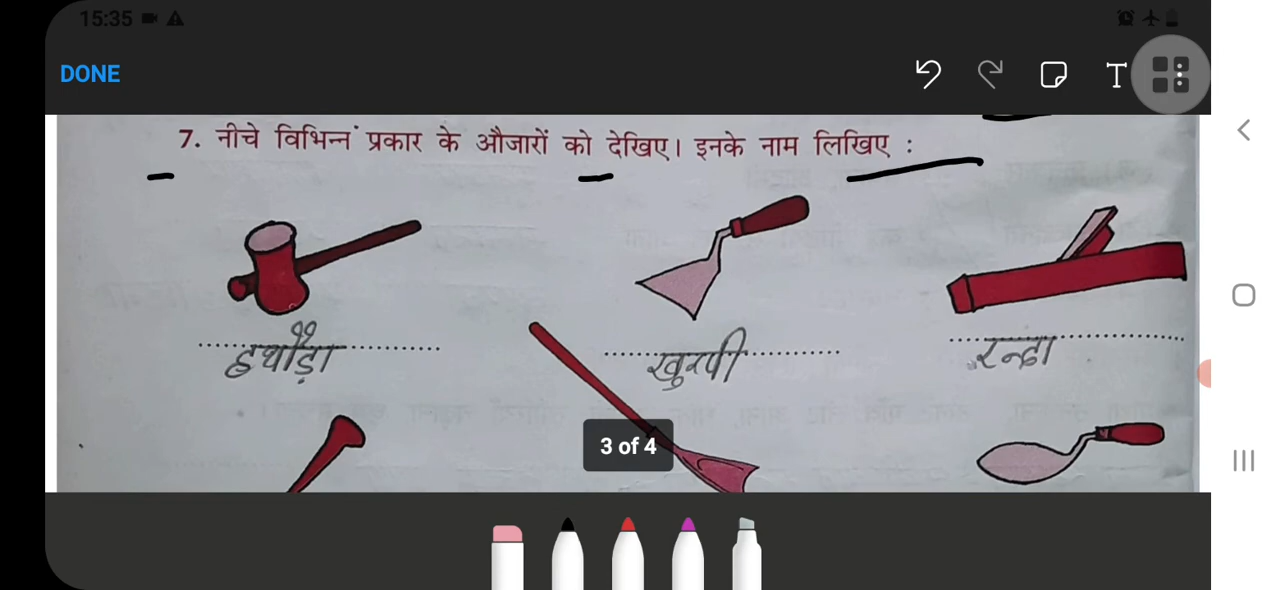 15:35
DONE
T
7. नीचे विभिन्न प्रकार के औजारों को देखिए। इनके नाम लिखिए :
हथौड़ा खुरपी रन्दा
3 of 4